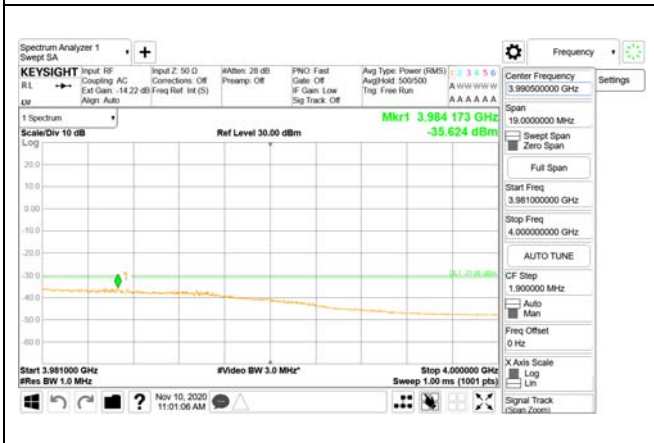 Spectrum Analyzer 1
Swept SA
+
Frequency
KEYSIGHT
Input: RF
Coupling: AC
Ext Gain: -14.22 dB
Align: Auto
Input Z: 50 Ω
Corrections: Off
Freq Ref: Int (S)
#Atten: 28 dB
Preamp: Off
PNO: Fast
Gate: Off
IF Gain: Low
Sig Track: Off
Avg Type: Power (RMS)
Avg|Hold: 500/500
Trig: Free Run
1 2 3 4 5 6
A W W W W W
A A A A A A
RL
1 Spectrum
Scale/Div 10 dB
Log
Ref Level 30.00 dBm
Mkr1 3.984 173 GHz
-35.624 dBm
20.0
10.0
0.00
-10.0
-20.0
-30.0
-40.0
-50.0
-60.0
1
Start 3.981000 GHz
#Res BW 1.0 MHz
#Video BW 3.0 MHz*
Stop 4.000000 GHz
Sweep 1.00 ms (1001 pts)
?
Nov 10, 2020
11:01:06 AM
Center Frequency
3.990500000 GHz
Settings
Span
19.0000000 MHz
Swept Span
Zero Span
Full Span
Start Freq
3.981000000 GHz
Stop Freq
4.000000000 GHz
AUTO TUNE
CF Step
1.900000 MHz
Auto
Man
Freq Offset
0 Hz
X Axis Scale
Log
Lin
Signal Track
(Span Zoom)